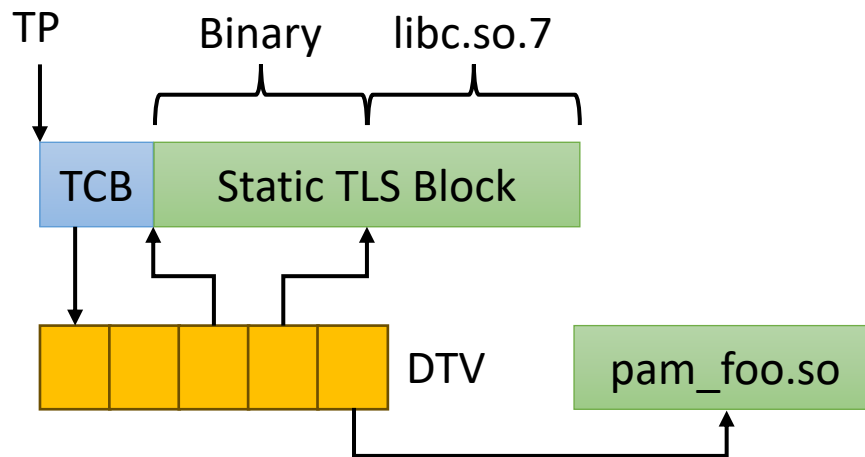 TP
Binary
libc.so.7
TCB
Static TLS Block
DTV
pam_foo.so